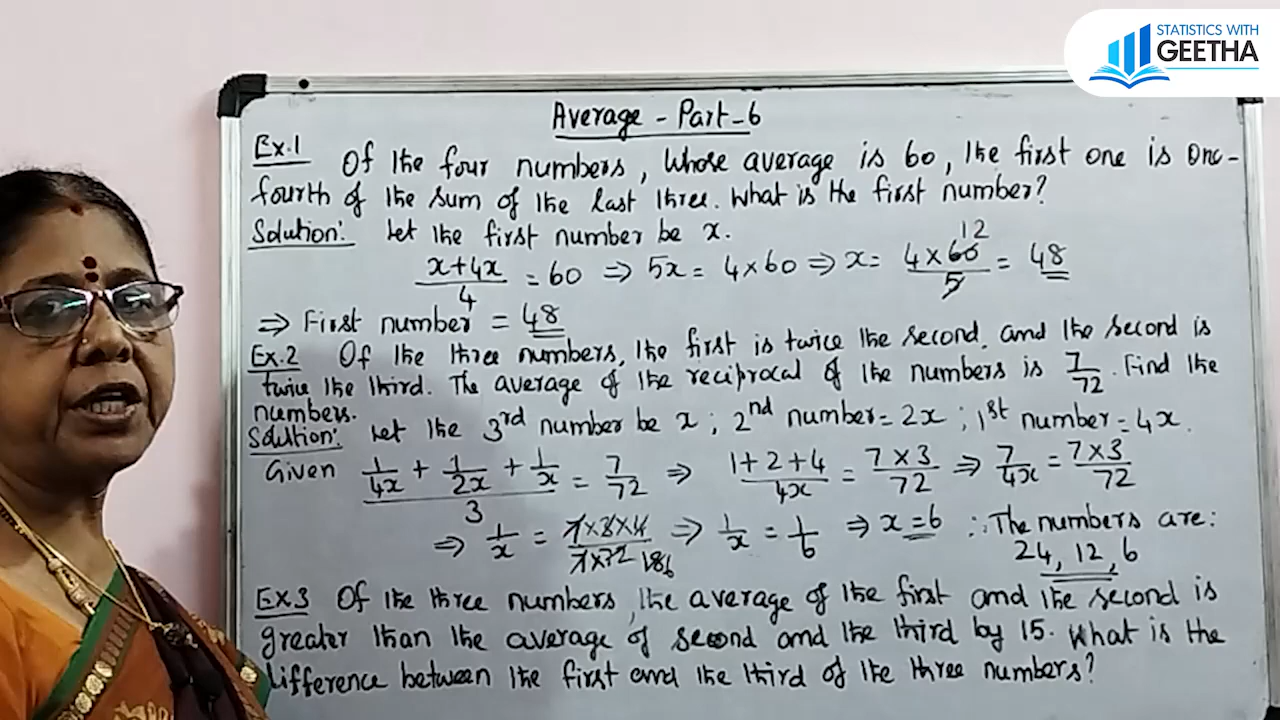 STATISTICS WITH
GEETHA
Average - Part-6
Ex.1 Of the four numbers, whose average is 60, the first one is one-
fourth of the sum of the last three. What is the first number?
Solution: Let the first number be x.
(x+4x)/4 = 60 ⇒ 5x = 4×60 ⇒ x = (4×60)/5 12 = 48
⇒ First number = 48
Ex.2 Of the three numbers, the first is twice the second, and the second is
twice the third. The average of the reciprocal of the numbers is 7/72. Find the
numbers.
Solution: Let the 3rd number be x; 2nd number = 2x; 1st number = 4x.
Given (1/4x + 1/2x + 1/x)/3 = 7/72 ⇒ (1+2+4)/4x = (7×3)/72 ⇒ 7/4x = (7×3)/72
⇒ 1/x = (7×3×4)/(7×72) 18 6 ⇒ 1/x = 1/6 ⇒ x = 6 ∴ The numbers are:
24, 12, 6
Ex.3 Of the three numbers, the average of the first and the second is
greater than the average of second and the third by 15. What is the
difference between the first and the third of the three numbers?